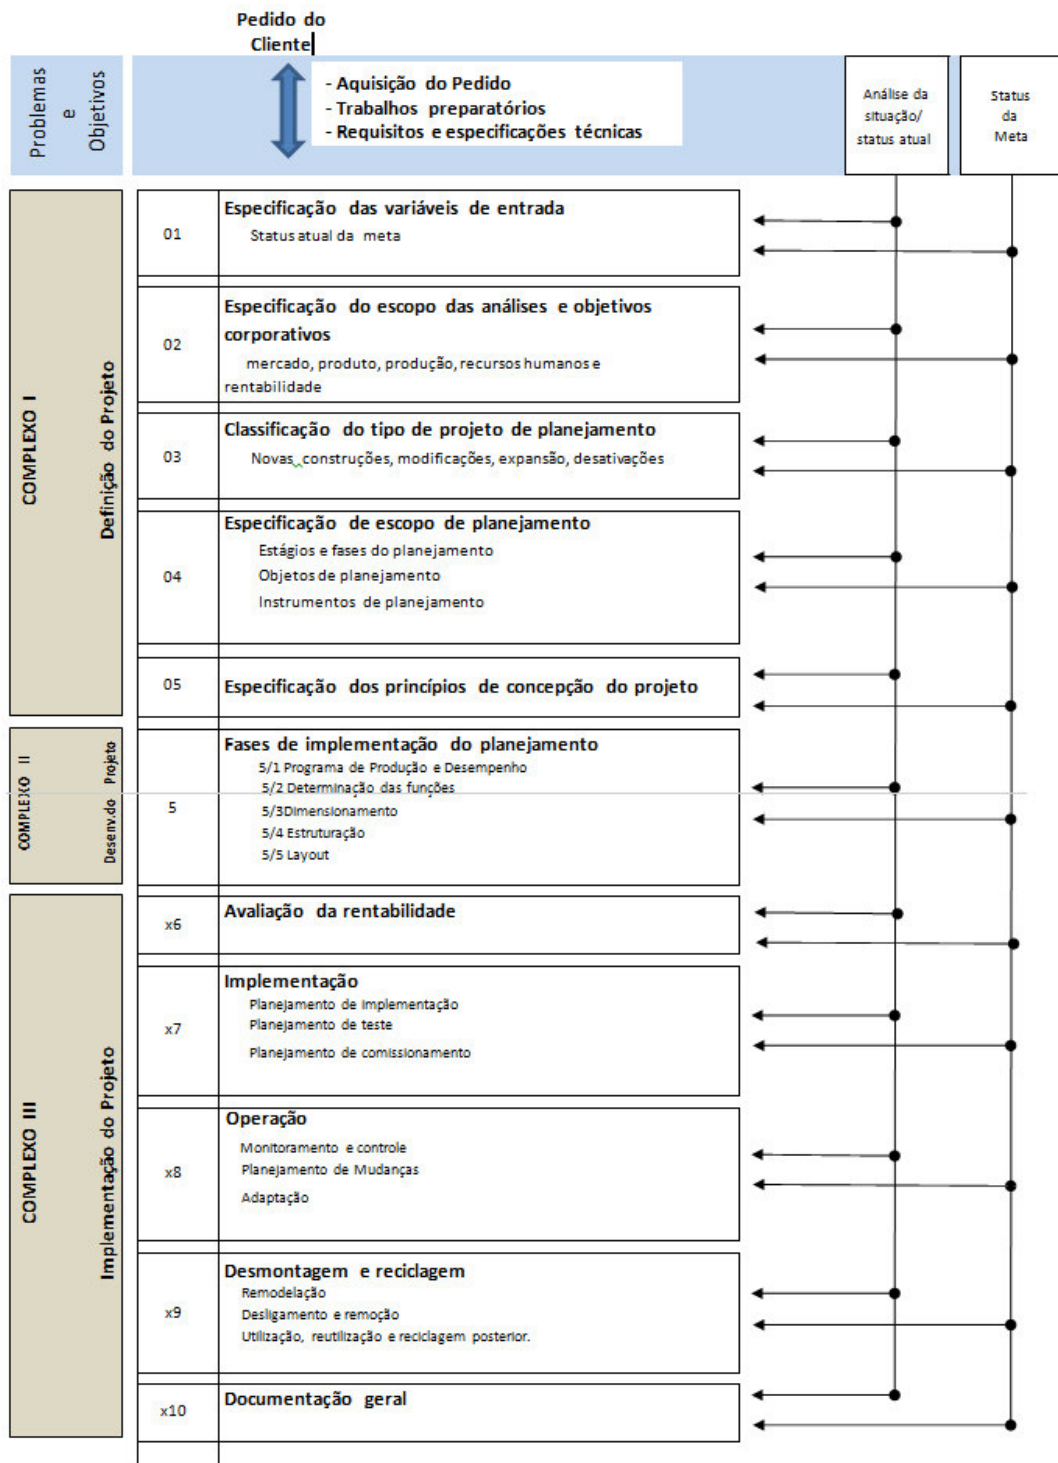 Pedido do
Cliente
Problemas
e
Objetivos
- Aquisição do Pedido
- Trabalhos preparatórios
- Requisitos e especificações técnicas
Análise da
situação/
status atual
Status
da
Meta
COMPLEXO I
Definição do Projeto
01
Especificação das variáveis de entrada
Status atual da meta
02
Especificação do escopo das análises e objetivos
corporativos
mercado, produto, produção, recursos humanos e
rentabilidade
03
Classificação do tipo de projeto de planejamento
Novas construções, modificações, expansão, desativações
04
Especificação de escopo de planejamento
Estágios e fases do planejamento
Objetos de planejamento
Instrumentos de planejamento
05
Especificação dos princípios de concepção do projeto
COMPLEXO II
Desenv.do Projeto
5
Fases de implementação do planejamento
5/1 Programa de Produção e Desempenho
5/2 Determinação das funções
5/3Dimensionamento
5/4 Estruturação
5/5 Layout
COMPLEXO III
Implementação do Projeto
x6
Avaliação da rentabilidade
x7
Implementação
Planejamento de implementação
Planejamento de teste
Planejamento de comissionamento
x8
Operação
Monitoramento e controle
Planejamento de Mudanças
Adaptação
x9
Desmontagem e reciclagem
Remodelação
Desligamento e remoção
Utilização, reutilização e reciclagem posterior.
x10
Documentação geral